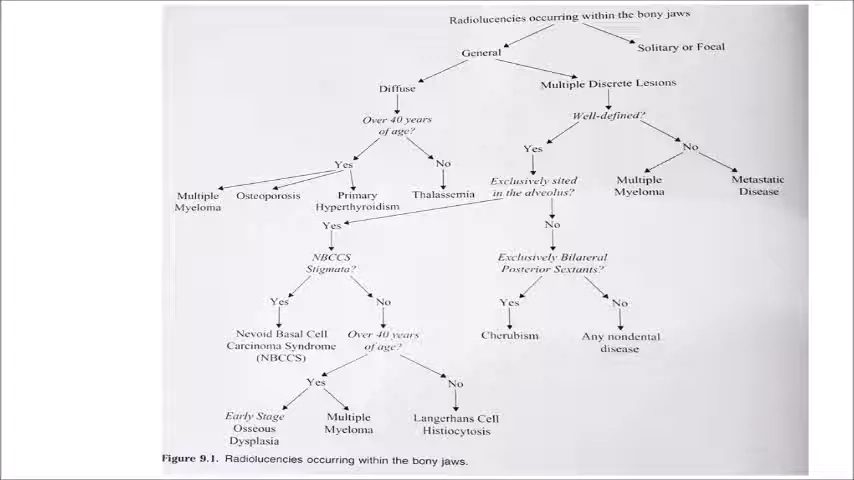 Radiolucencies occurring within the bony jaws
General
Solitary or Focal
Diffuse
Multiple Discrete Lesions
Over 40 years
of age?
Well-defined?
Yes
No
Yes
No
Multiple
Myeloma
Osteoporosis
Primary
Hyperthyroidism
Thalassemia
Exclusively sited
in the alveolus?
Multiple
Myeloma
Metastatic
Disease
Yes
No
NBCCS
Stigmata?
Exclusively Bilateral
Posterior Sextants?
Yes
No
Yes
No
Nevoid Basal Cell
Carcinoma Syndrome
(NBCCS)
Over 40 years
of age?
Cherubism
Any nondental
disease
Yes
No
Early Stage
Osseous
Dysplasia
Multiple
Myeloma
Langerhans Cell
Histiocytosis
Figure 9.1. Radiolucencies occurring within the bony jaws.